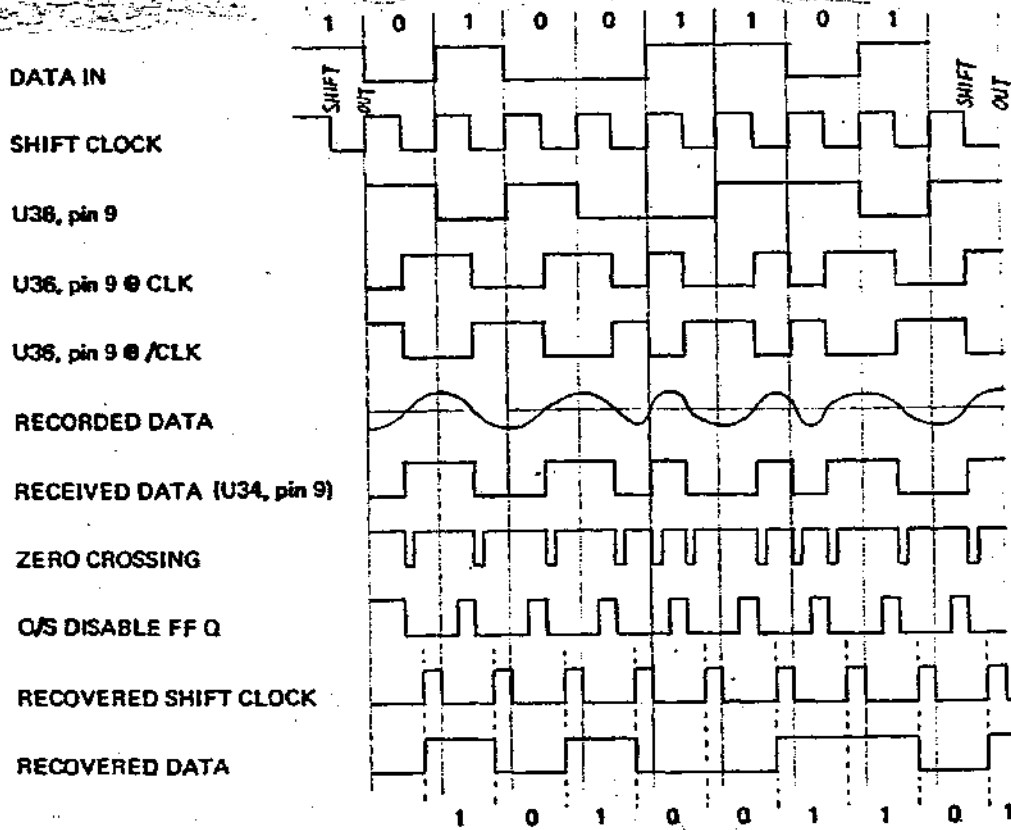 1 0 1 0 0 1 1 0 1
DATA IN
SHIFT OUT
SHIFT OUT
SHIFT CLOCK
U36, pin 9
U36, pin 9 ⊕ CLK
U36, pin 9 ⊕ /CLK
RECORDED DATA
RECEIVED DATA (U34, pin 9)
ZERO CROSSING
O/S DISABLE FF Q
RECOVERED SHIFT CLOCK
RECOVERED DATA
1 0 1 0 0 1 1 0 1